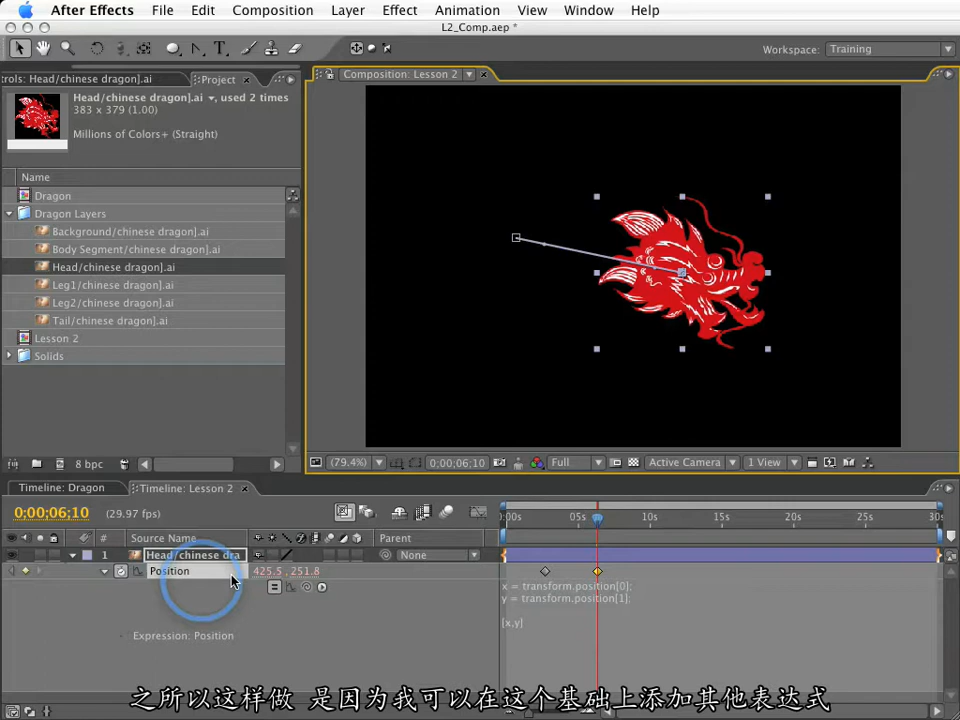 After Effects File Edit Composition Layer Effect Animation View Window Help
L2_Comp.aep *
Workspace: Training
rols: Head/chinese dragon].ai Project
Composition: Lesson 2
Head/chinese dragon].ai , used 2 times
383 x 379 (1,00)
Millions of Colors+ (Straight)
Name
Dragon
Dragon Layers
Background/chinese dragon].ai
Body Segment/chinese dragon].ai
Head/chinese dragon].ai
Leg1/chinese dragon].ai
Leg2/chinese dragon].ai
Tail/chinese dragon].ai
Lesson 2
Solids
8 bpc
(79.4%) 0;00;06;10 Full Active Camera 1 View
Timeline: Dragon Timeline: Lesson 2
0;00;06;10 (29.97 fps)
:00s 05s 10s 15s 20s 25s 30s
# Source Name Parent
1 Head/chinese dra None
Position 425.5 , 251.8
x = transform.position[0];
y = transform.position[1];
[x,y]
Expression: Position
之所以这样做 是因为我可以在这个基础上添加其他表达式